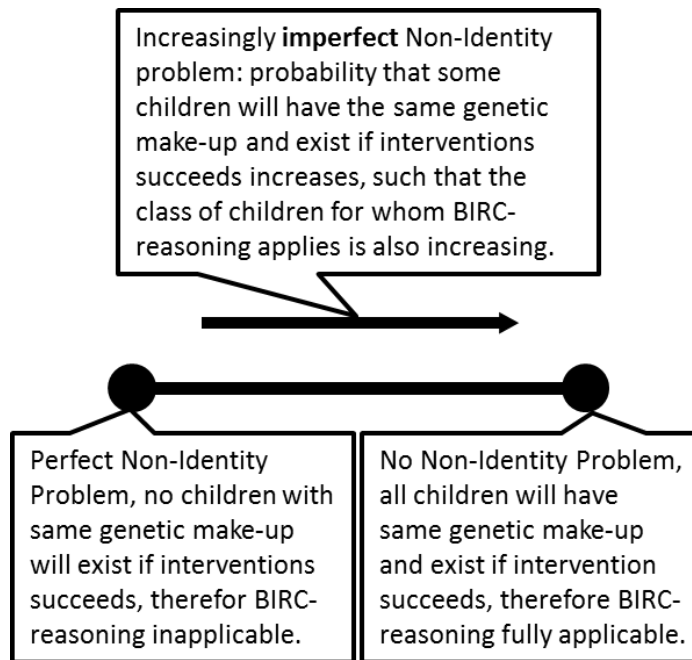 Increasingly imperfect Non-Identity
problem: probability that some
children will have the same genetic
make-up and exist if interventions
succeeds increases, such that the
class of children for whom BIRC-
reasoning applies is also increasing.
Perfect Non-Identity
Problem, no children with
same genetic make-up
will exist if interventions
succeeds, therefor BIRC-
reasoning inapplicable.
No Non-Identity Problem,
all children will have
same genetic make-up
and exist if intervention
succeeds, therefore BIRC-
reasoning fully applicable.